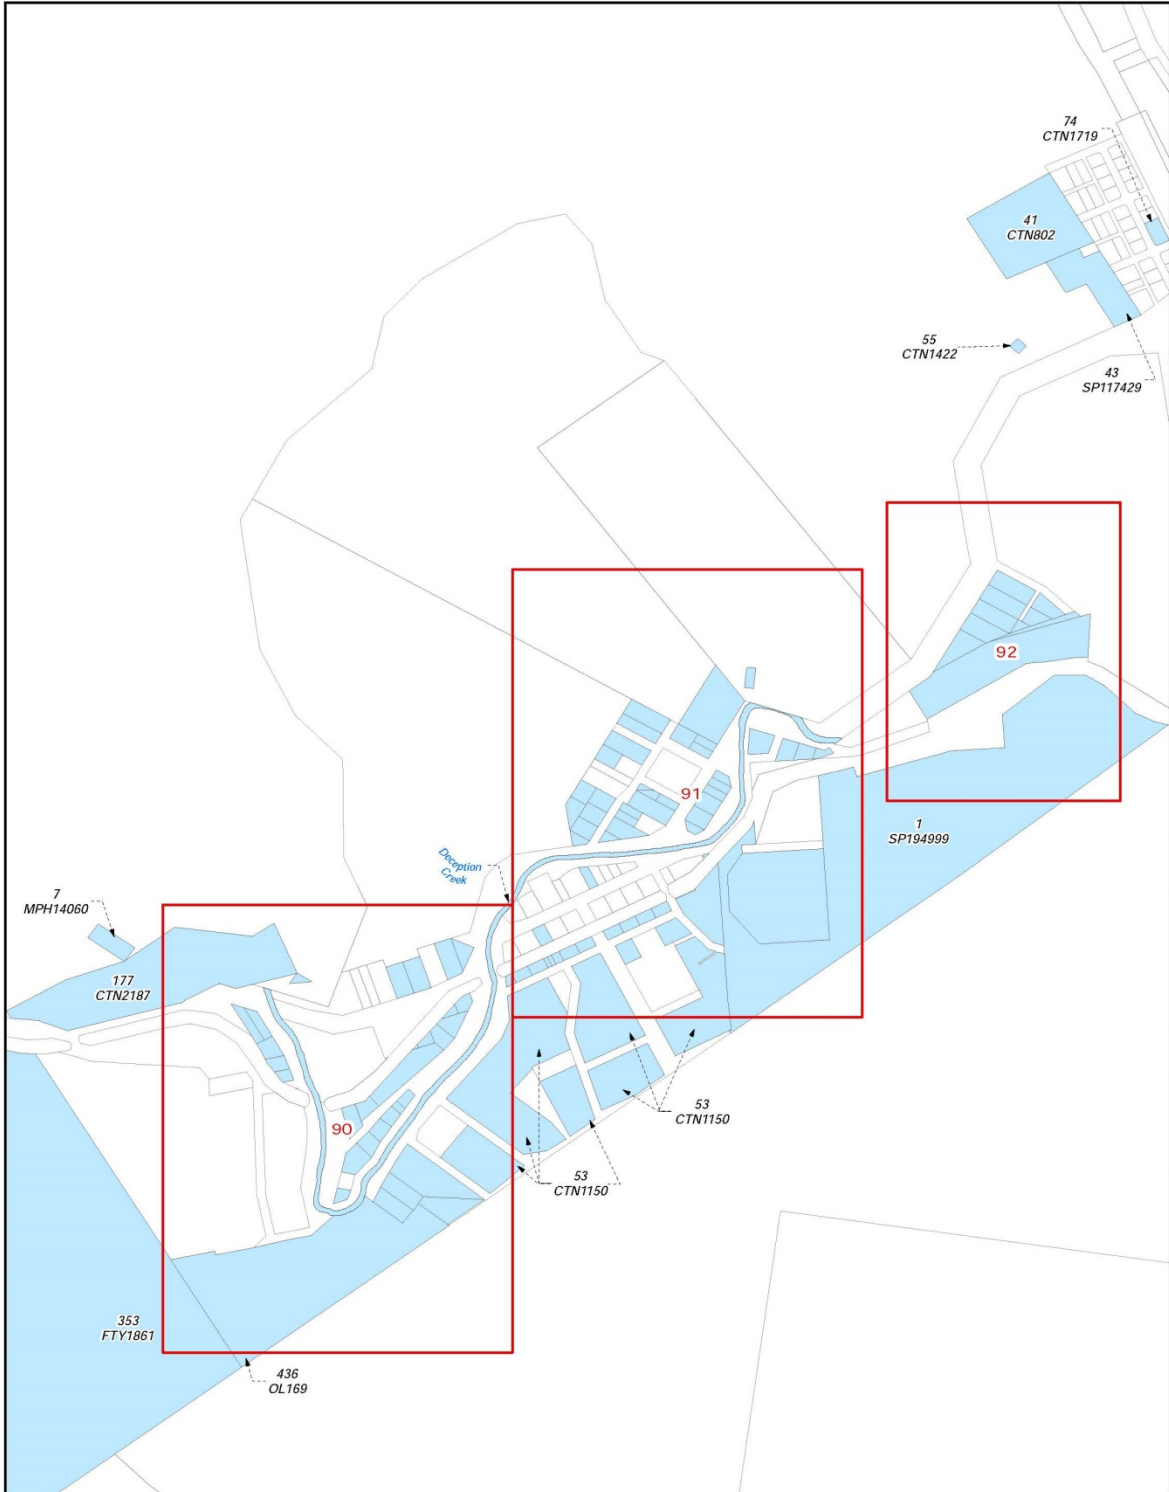 74
CTN1719
41
CTN802
55
CTN1422
43
SP117429
92
91
1
SP194999
Deception
Creek
7
MPH14060
177
CTN2187
53
CTN1150
90
53
CTN1150
353
FTY1861
436
OL169